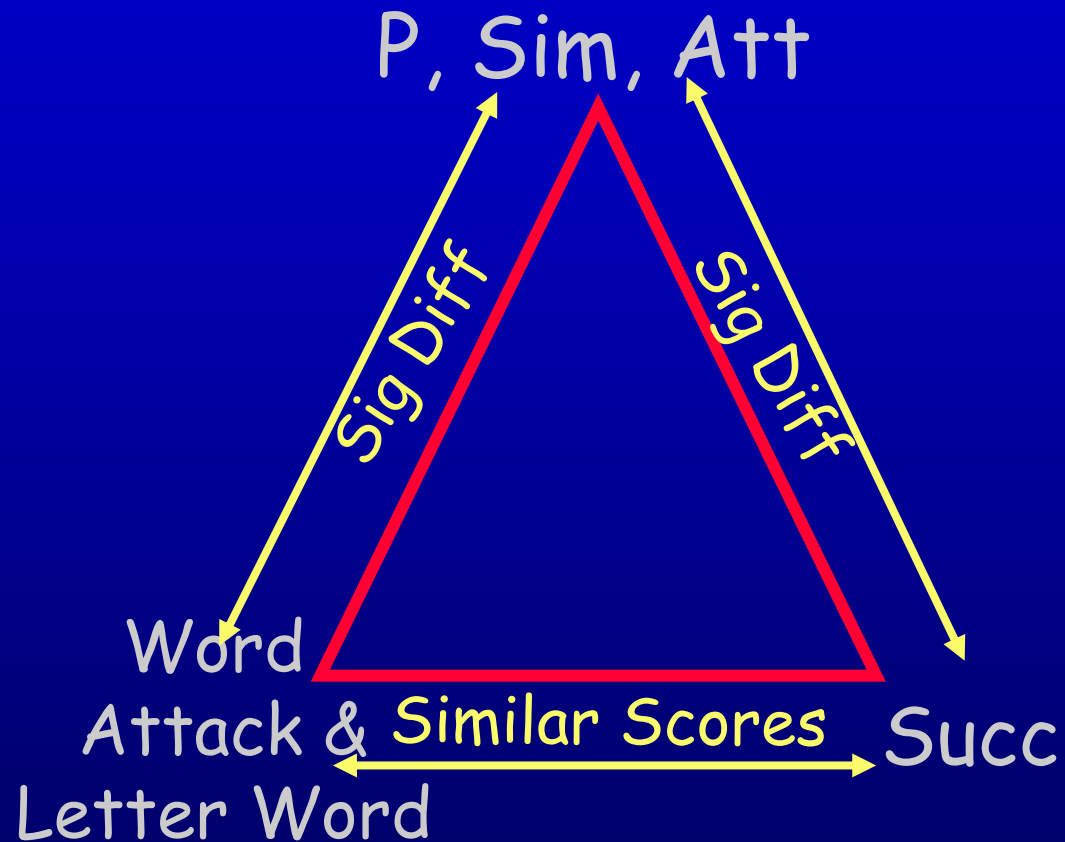 P, Sim, Att
Sig Diff
Sig Diff
Word
Attack &
Letter Word
Similar Scores
Succ